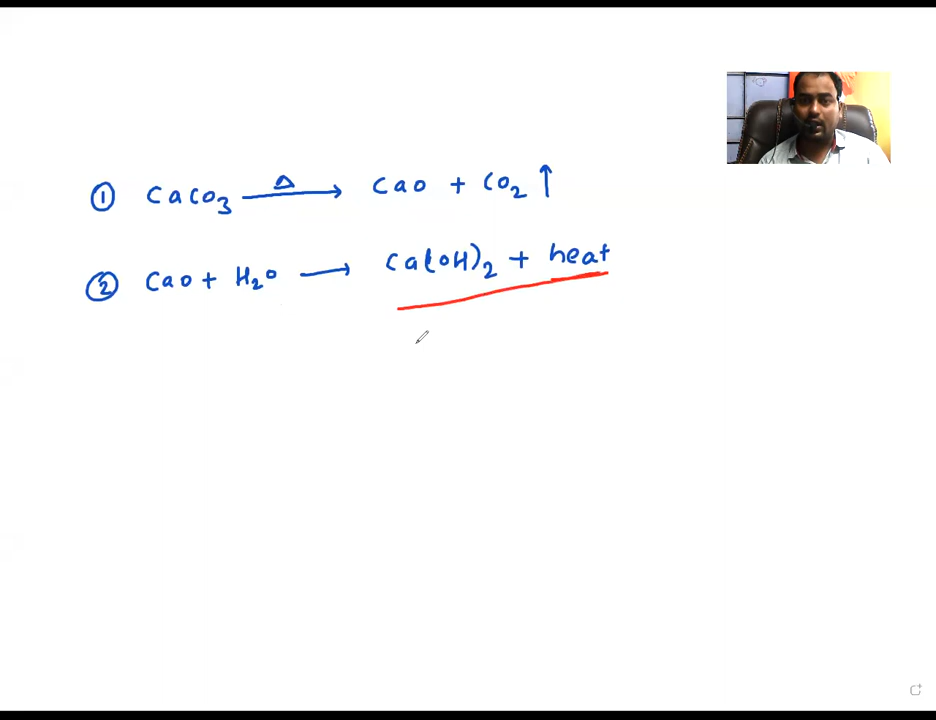 ① CaCO3 —Δ→ CaO + CO2 ↑
② CaO + H2O → Ca(OH)2 + heat